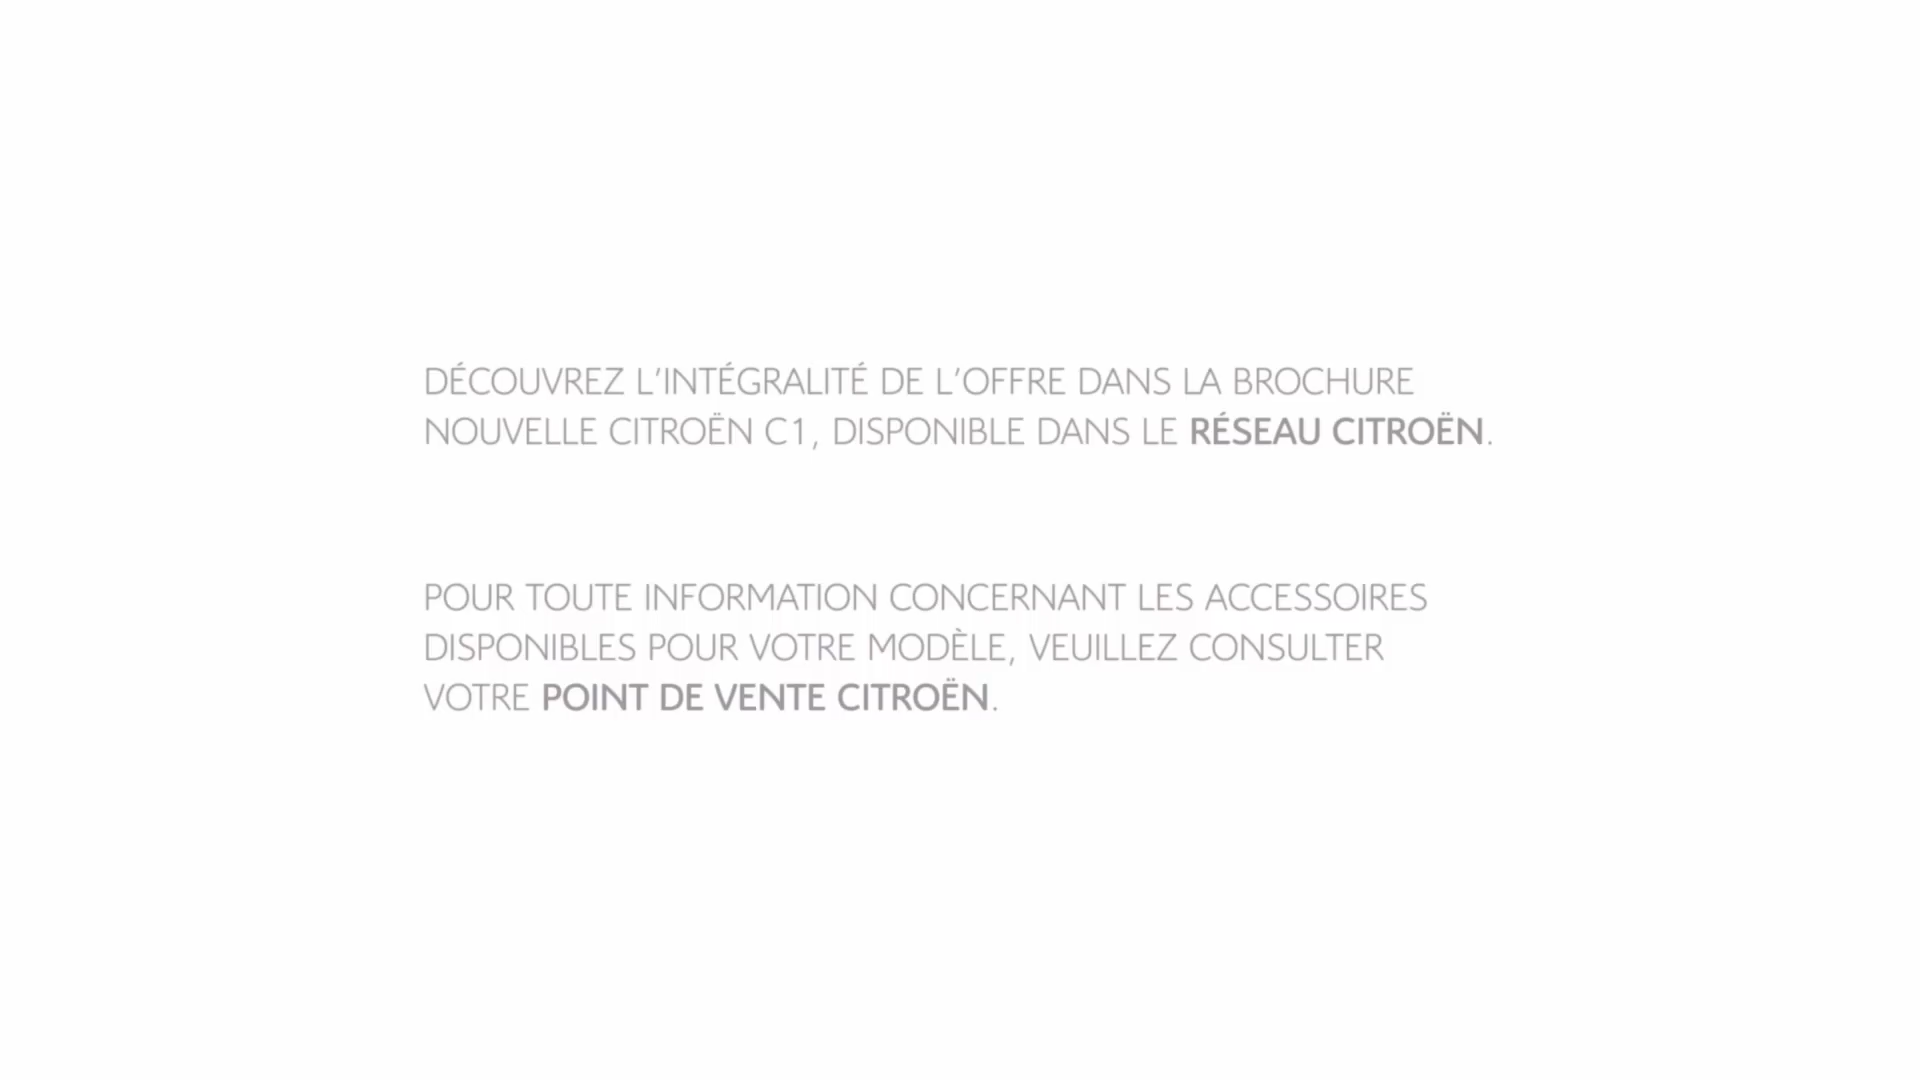 DÉCOUVREZ L’INTÉGRALITÉ DE L’OFFRE DANS LA BROCHURE
NOUVELLE CITROËN C1, DISPONIBLE DANS LE RÉSEAU CITROËN.
POUR TOUTE INFORMATION CONCERNANT LES ACCESSOIRES
DISPONIBLES POUR VOTRE MODÈLE, VEUILLEZ CONSULTER
VOTRE POINT DE VENTE CITROËN.